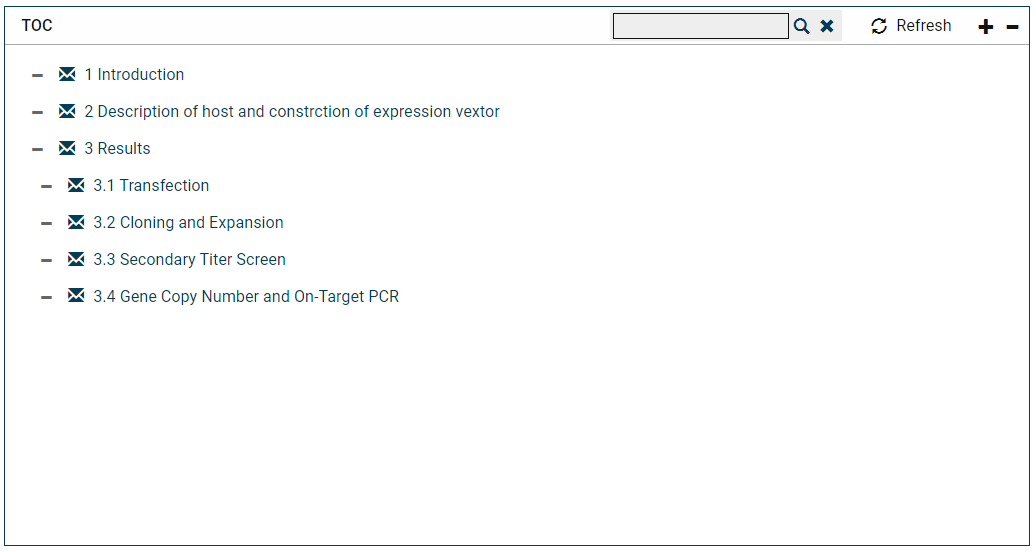 TOC
Refresh
1 Introduction
2 Description of host and constrction of expression vextor
3 Results
3.1 Transfection
3.2 Cloning and Expansion
3.3 Secondary Titer Screen
3.4 Gene Copy Number and On-Target PCR